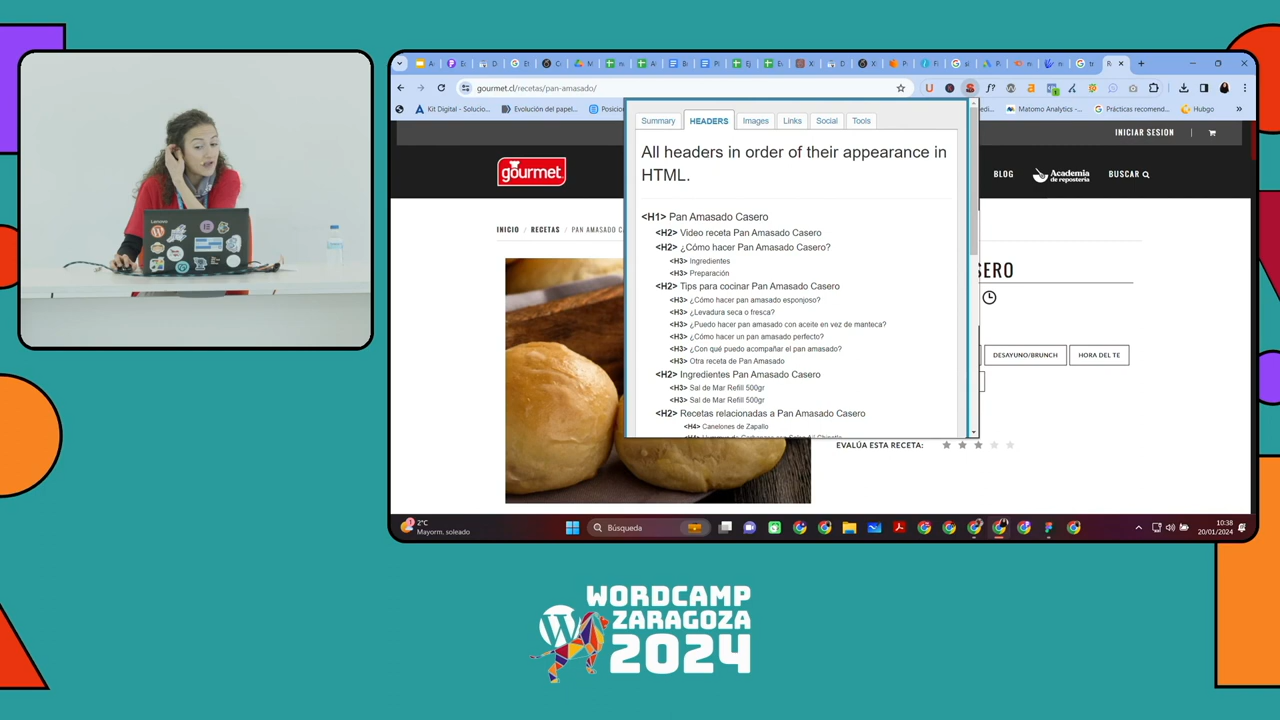 gourmet.cl/recetas/pan-amasado/
Kit Digital - Solucio...
Evolución del papel...
Matomo Analytics -...
Prácticas recomend...
Hubgo
INICIAR SESION
gourmet
BLOG
Academia
de repostería
BUSCAR
INICIO
RECETAS
PAN AMASADO C
Summary
HEADERS
Images
Links
Social
Tools
All headers in order of their appearance in
HTML.
<H1> Pan Amasado Casero
<H2> Video receta Pan Amasado Casero
<H2> ¿Cómo hacer Pan Amasado Casero?
<H3> Ingredientes
<H3> Preparación
<H2> Tips para cocinar Pan Amasado Casero
<H3> ¿Cómo hacer pan amasado esponjoso?
<H3> ¿Levadura seca o fresca?
<H3> ¿Puedo hacer pan amasado con aceite en vez de manteca?
<H3> ¿Cómo hacer un pan amasado perfecto?
<H3> ¿Con qué puedo acompañar el pan amasado?
<H3> Otra receta de Pan Amasado
<H2> Ingredientes Pan Amasado Casero
<H3> Sal de Mar Refill 500gr
<H3> Sal de Mar Refill 500gr
<H2> Recetas relacionadas a Pan Amasado Casero
<H4> Canelones de Zapallo
SERO
DESAYUNO/BRUNCH
HORA DEL TE
EVALÚA ESTA RECETA:
2°C
Mayorm. soleado
Búsqueda
10:38
20/01/2024
Lenovo
WORDCAMP
ZARAGOZA
2024